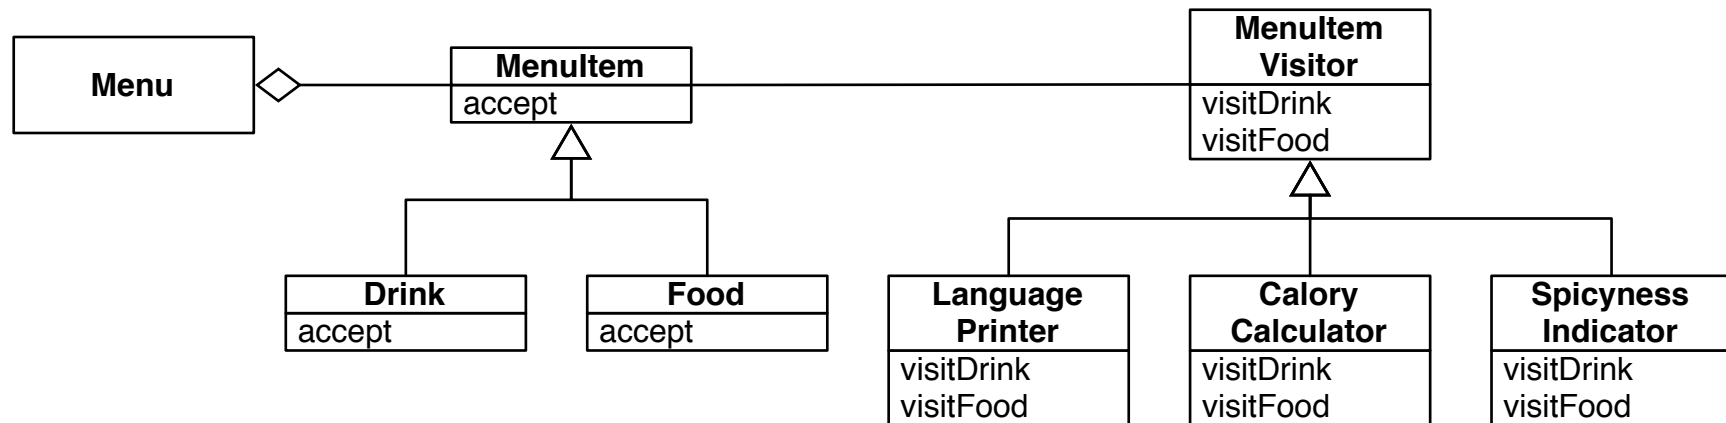 Menu
MenuItem
accept
MenuItem
Visitor
visitDrink
visitFood
Drink
accept
Food
accept
Language
Printer
visitDrink
visitFood
Calory
Calculator
visitDrink
visitFood
Spicyness
Indicator
visitDrink
visitFood